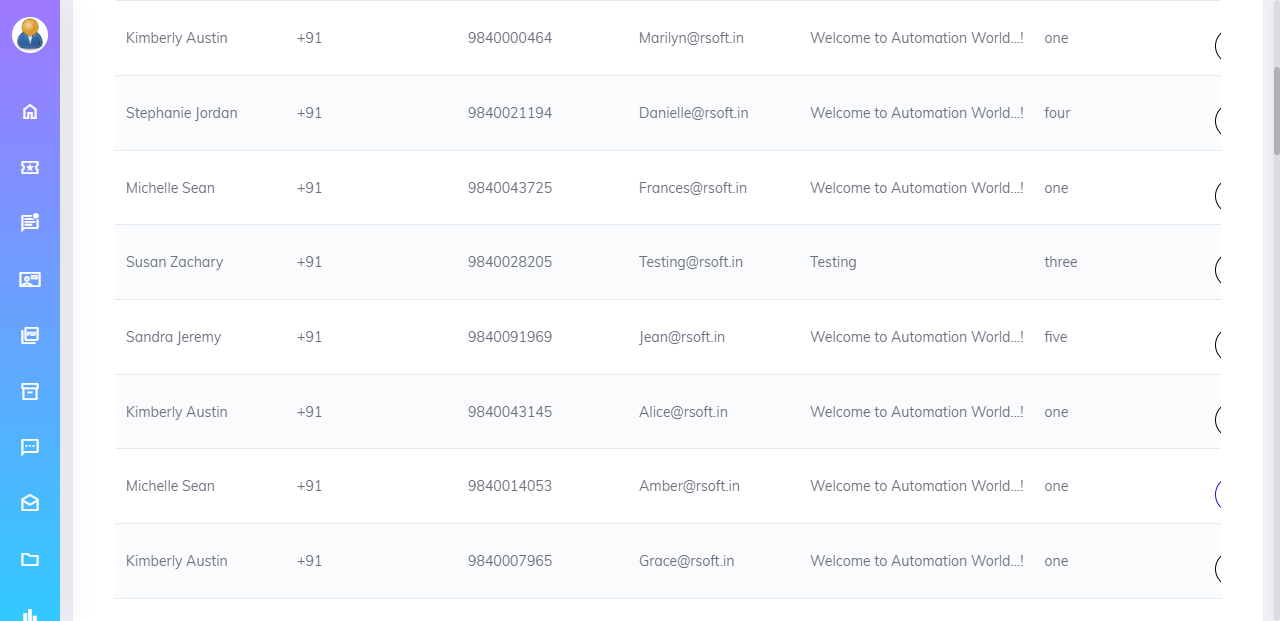 Kimberly Austin +91 9840000464 Marilyn@rsoft.in Welcome to Automation World...! one
Stephanie Jordan +91 9840021194 Danielle@rsoft.in Welcome to Automation World...! four
Michelle Sean +91 9840043725 Frances@rsoft.in Welcome to Automation World...! one
Susan Zachary +91 9840028205 Testing@rsoft.in Testing three
Sandra Jeremy +91 9840091969 Jean@rsoft.in Welcome to Automation World...! five
Kimberly Austin +91 9840043145 Alice@rsoft.in Welcome to Automation World...! one
Michelle Sean +91 9840014053 Amber@rsoft.in Welcome to Automation World...! one
Kimberly Austin +91 9840007965 Grace@rsoft.in Welcome to Automation World...! one